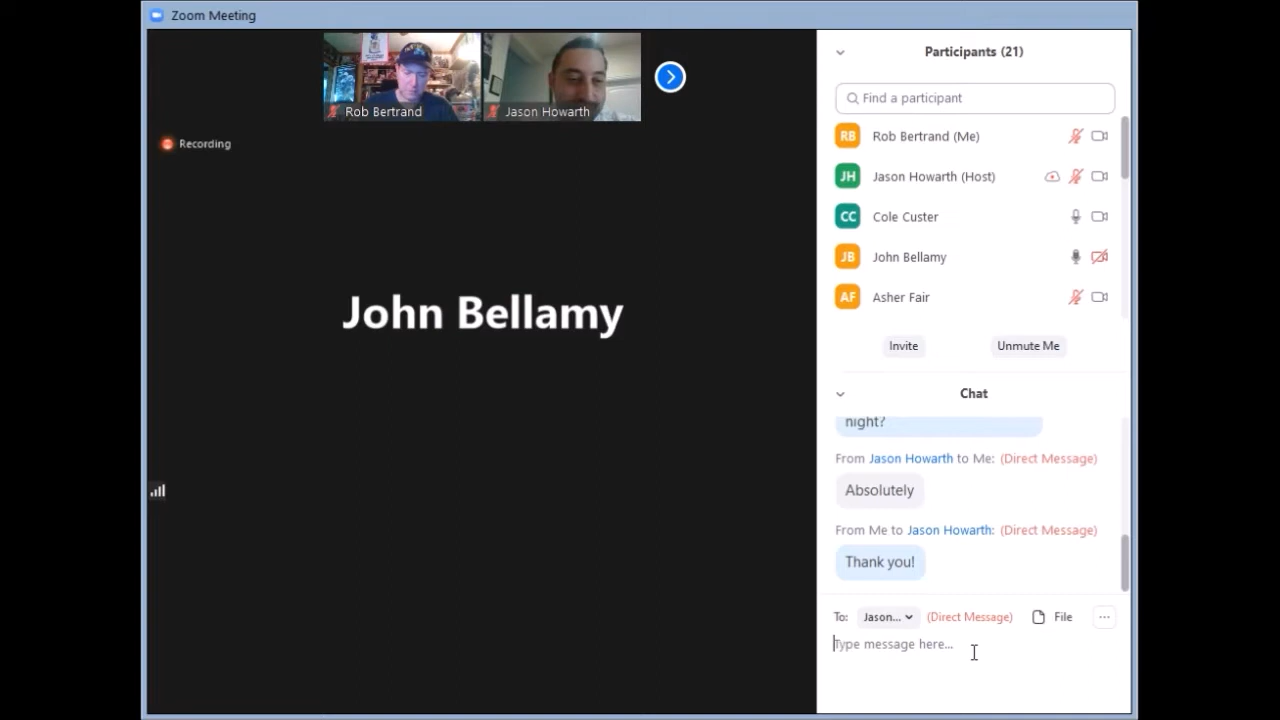 Zoom Meeting
Rob Bertrand
Jason Howarth
Recording
John Bellamy
Participants (21)
Find a participant
RB Rob Bertrand (Me)
JH Jason Howarth (Host)
CC Cole Custer
JB John Bellamy
AF Asher Fair
Invite Unmute Me
Chat
night?
From Jason Howarth to Me: (Direct Message)
Absolutely
From Me to Jason Howarth: (Direct Message)
Thank you!
To: Jason... (Direct Message) File ...
Type message here...